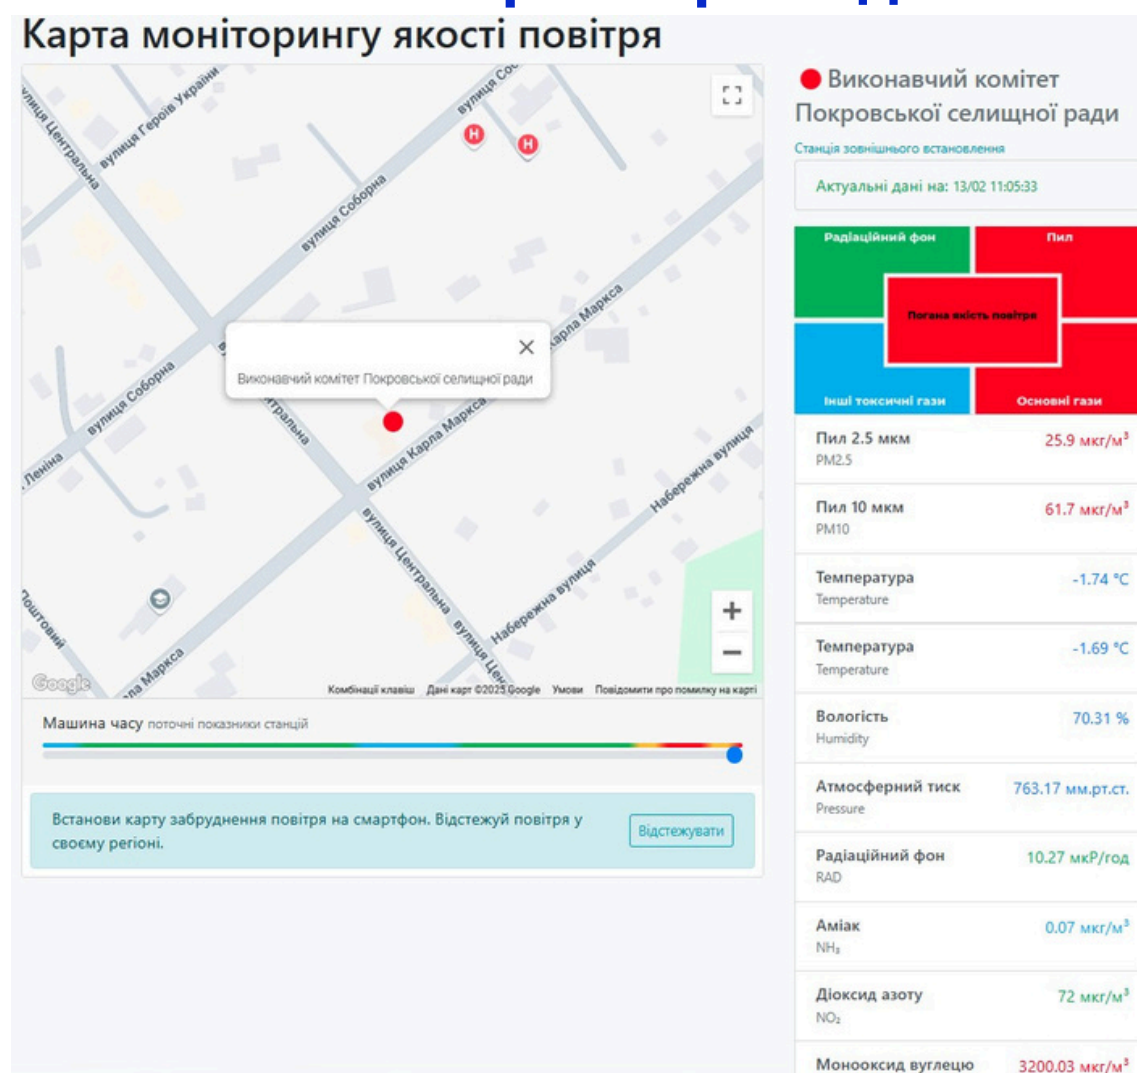 Карта моніторингу якості повітря
вулиця Центральна
вулиця Героїв України
вулиця Соборна
H
H
вулиця Соборна
Карла Маркса
Виконавчий комітет Покровської селищної ради
вулиця Соборна
Леніна
вулиця Карла Маркса
Набережна вулиця
вулиця Центральна
Набережна вулиця
Поштовий
Google
Комбінації клавіш Дані карт ©2025 Google Умови Повідомити про помилку на карті
Машина часу поточні показники станцій
Встанови карту забруднення повітря на смартфон. Відстежуй повітря у
своєму регіоні.
Відстежувати
Виконавчий комітет
Покровської селищної ради
Станція зовнішнього встановлення
Актуальні дані на: 13/02 11:05:33
Радіаційний фон
Пил
Погана якість повітря
Інші токсичні гази
Основні гази
Пил 2.5 мкм 25.9 мкг/м³
PM2.5
Пил 10 мкм 61.7 мкг/м³
PM10
Температура -1.74 °C
Temperature
Температура -1.69 °C
Temperature
Вологість 70.31 %
Humidity
Атмосферний тиск 763.17 мм.рт.ст.
Pressure
Радіаційний фон 10.27 мкР/год
RAD
Аміак 0.07 мкг/м³
NH₃
Діоксид азоту 72 мкг/м³
NO₂
Монооксид вуглецю 3200.03 мкг/м³